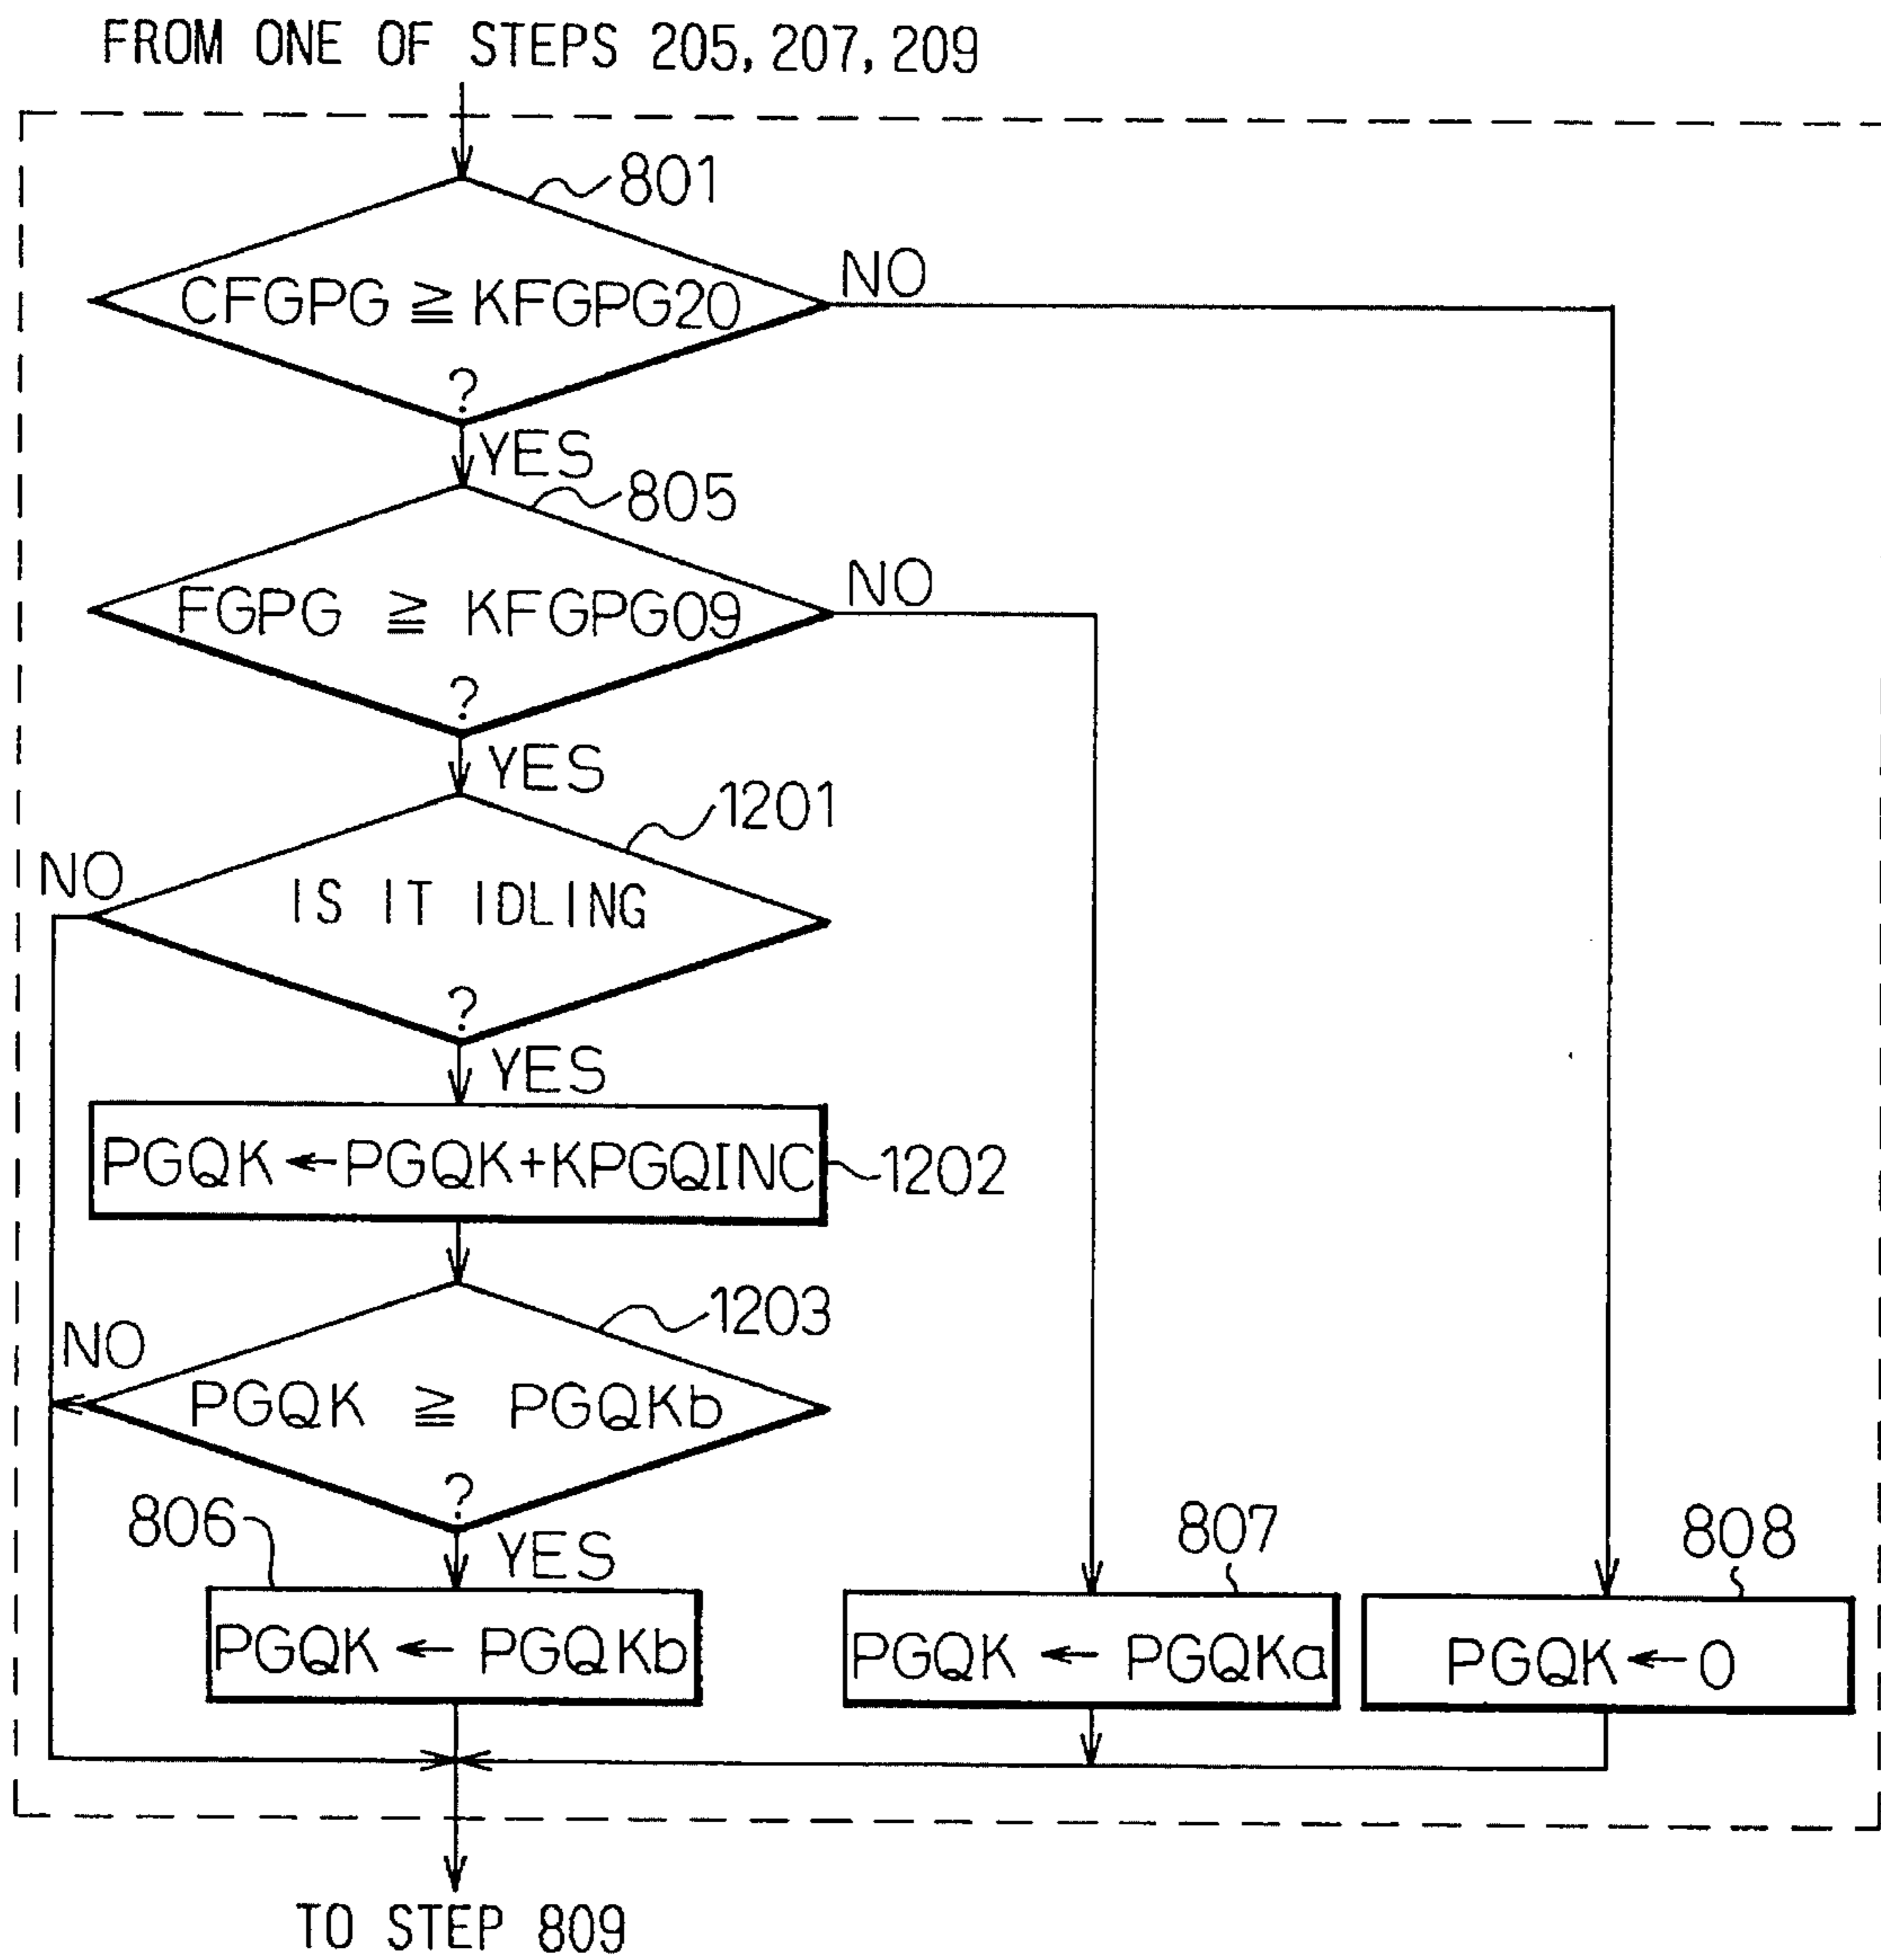 FROM ONE OF STEPS 205, 207, 209
801
CFGPG ≧ KFGPG20
?
NO
YES
805
FGPG ≧ KFGPG09
?
NO
YES
1201
NO
IS IT IDLING
?
YES
PGQK ← PGQK+KPGQINC
1202
1203
NO
PGQK ≧ PGQKb
?
YES
806
807
808
PGQK ← PGQKb
PGQK ← PGQKa
PGQK ← 0
TO STEP 809